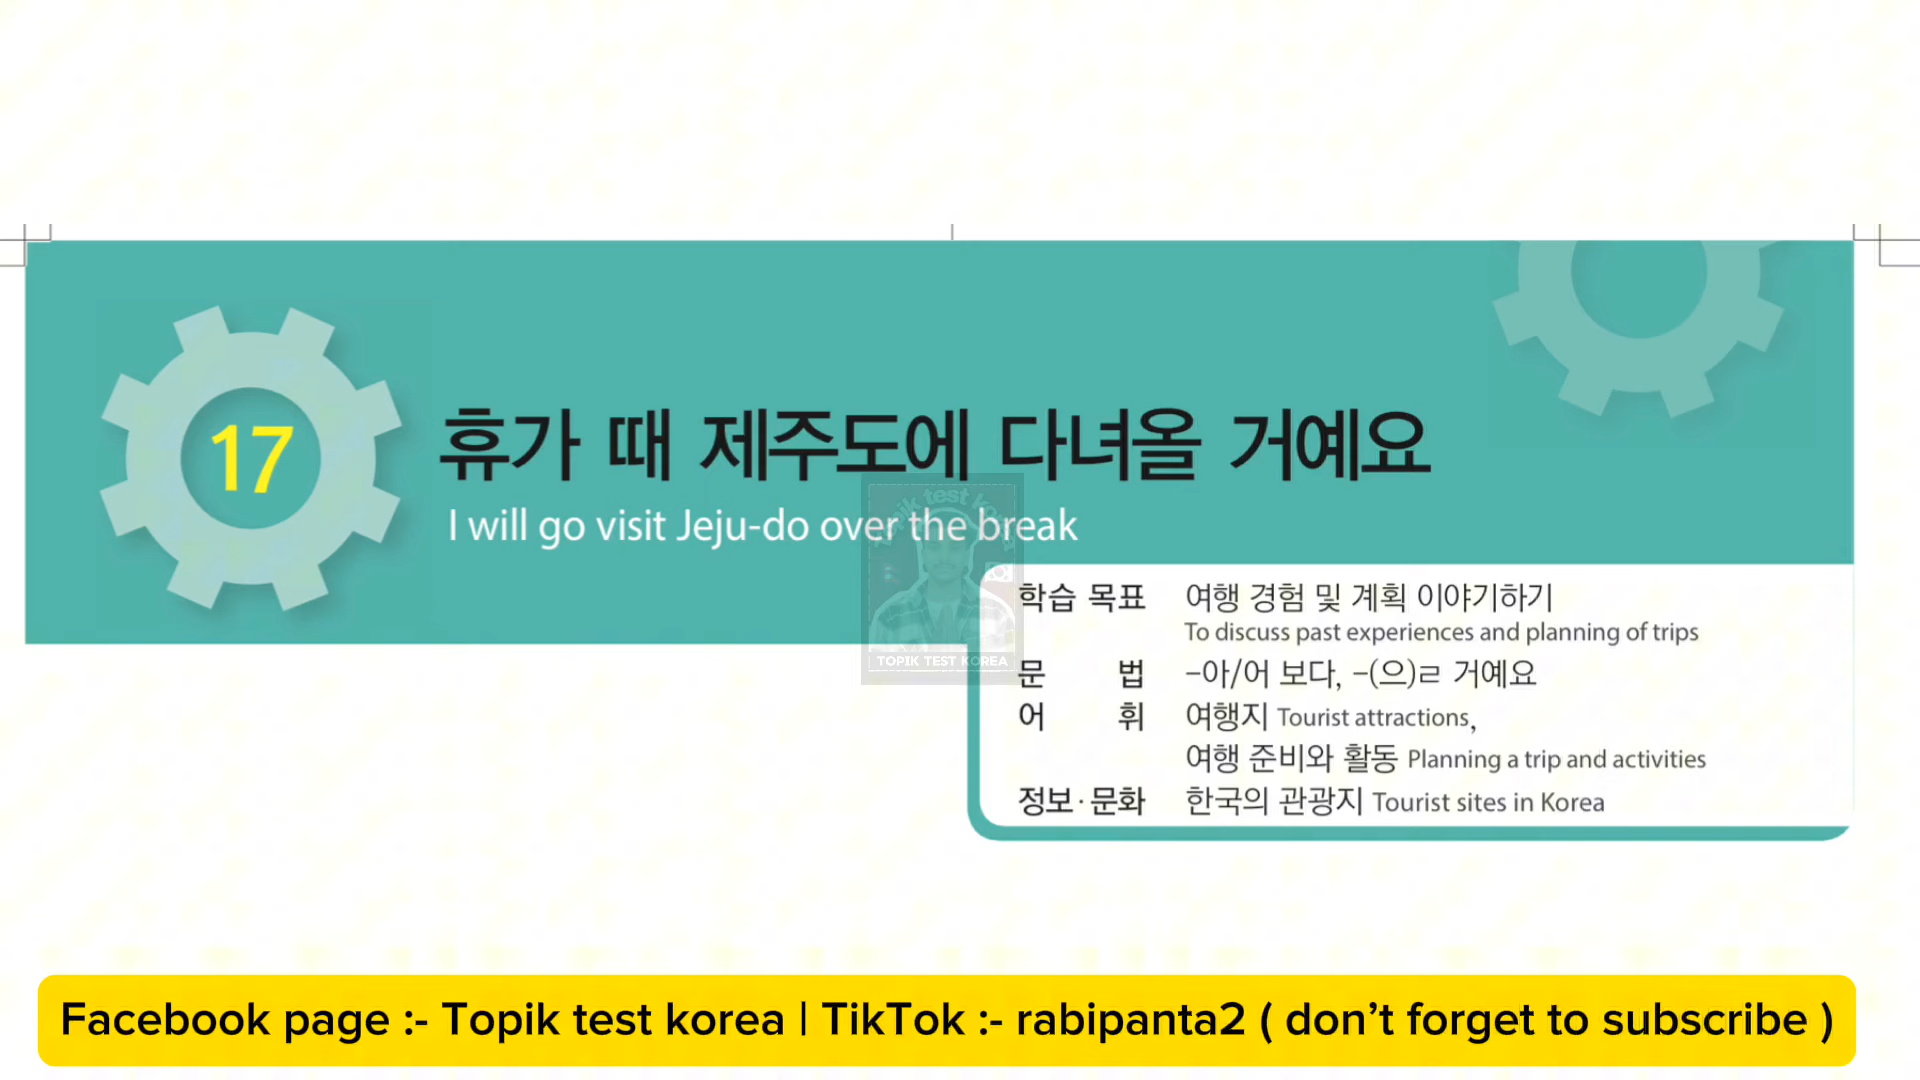 17
휴가 때 제주도에 다녀올 거예요
I will go visit Jeju-do over the break
topik test korea
TOPIK TEST KOREA
학습 목표 여행 경험 및 계획 이야기하기
To discuss past experiences and planning of trips
문 법 –아/어 보다, –(으)ㄹ 거예요
어 휘 여행지 Tourist attractions,
여행 준비와 활동 Planning a trip and activities
정보·문화 한국의 관광지 Tourist sites in Korea
Facebook page :- Topik test korea | TikTok :- rabipanta2 ( don’t forget to subscribe )